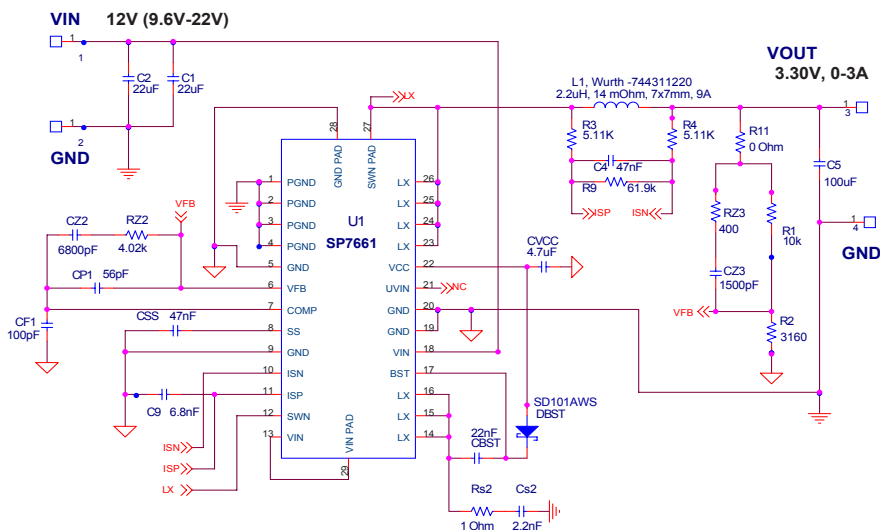 VIN 12V (9.6V-22V)
1
C2
22uF
C1
22uF
1
2
GND
LX
L1, Wurth -744311220
2.2uH, 14 mOhm, 7x7mm, 9A
VOUT
3.30V, 0-3A
1
3
R3
5.11K
R4
5.11K
C4 47nF
R9 61.9k
ISP
ISN
R11
0 Ohm
C5
100uF
1
4
GND
RZ3
400
R1
10k
CZ3
1500pF
VFB
R2
3160
28
27
GND PAD
SWN PAD
U1
SP7661
1 PGND
2 PGND
3 PGND
4 PGND
5 GND
6 VFB
7 COMP
8 SS
9 GND
10 ISN
11 ISP
12 SWN
13 VIN
VIN PAD
29
LX 26
LX 25
LX 24
LX 23
VCC 22
UVIN 21
GND 20
GND 19
VIN 18
BST 17
LX 16
LX 15
LX 14
CVCC
4.7uF
NC
VFB
CZ2
6800pF
RZ2
4.02k
CP1 56pF
CF1
100pF
CSS 47nF
C9 6.8nF
ISN
ISP
LX
SD101AWS
DBST
22nF
CBST
Rs2
1 Ohm
Cs2
2.2nF